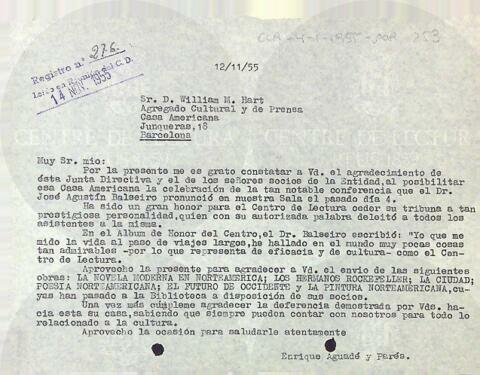 CCR-4-1-1955-COR 253
Registro n.º 276.
Leído en Reunión del C.D.
14 NOV. 1955
12/11/55
Sr. D. William M. Hart
Agregado Cultural y de Prensa
Casa Americana
Junqueras, 18
Barcelona
Muy Sr. mío:
Por la presente me es grato constatar a Vd. el agradecimiento de
ésta Junta Directiva y el de los señores socios de la Entidad, al posibilitar
esa Casa Americana la celebración de la tan notable conferencia que el Dr.
José Agustín Balseiro pronunció en nuestra Sala el pasado día 4.
Ha sido un gran honor para el Centro de Lectura ceder su tribuna a tan
prestigiosa personalidad,quien con su autorizada palabra deleitó a todos los
asistentes a la misma.
En el Album de Honor del Centro,el Dr. Balseiro escribió: "Yo que me
mido la vida al paso de viajes largos,he hallado en el mundo muy pocas cosas
tan admirables -por lo que representa de eficacia y de cultura- como el Cen-
tro de Lectura.
Aprovecho la presente para agradecer a Vd. el envio de las siguientes
obras: LA NOVELA MODERNA EN NORTEAMERICA; LOS HERMANOS ROCKEFELLER; LA CIUDAD;
POESIA NORTEAMERICANA; EL FUTURO DE OCCIDENTE y LA PINTURA NORTEAMERICANA,cu-
yas han pasado a la Biblioteca a disposición de sus socios.
Una vez más cúmpleme agradecer la deferencia demostrada por Vds. ha-
cia esta su casa,sabiendo que siempre pueden contar con nosotros para todo lo
relacionado a la cultura.
Aprovecho la ocasión para saludarle atentamente
Enrique Aguadé y Parés.